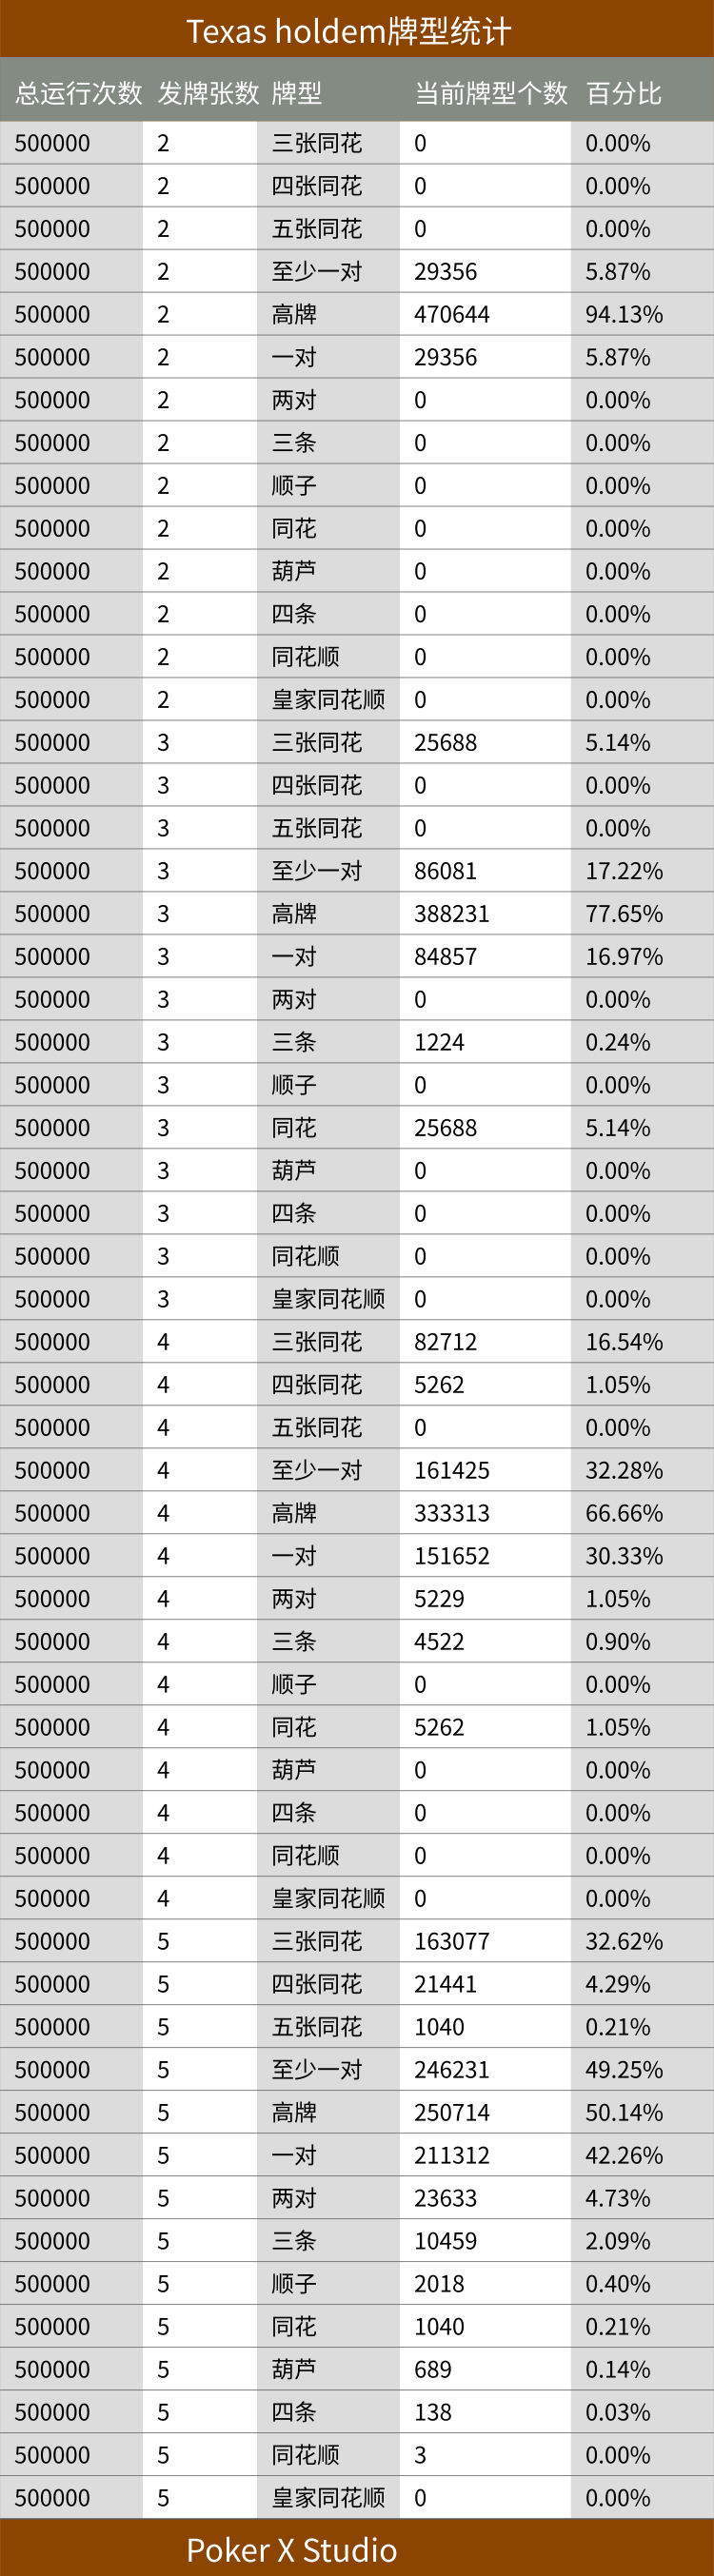 Texas holdem牌型统计
总运行次数 发牌张数 牌型 当前牌型个数 百分比
500000 2 三张同花 0 0.00%
500000 2 四张同花 0 0.00%
500000 2 五张同花 0 0.00%
500000 2 至少一对 29356 5.87%
500000 2 高牌 470644 94.13%
500000 2 一对 29356 5.87%
500000 2 两对 0 0.00%
500000 2 三条 0 0.00%
500000 2 顺子 0 0.00%
500000 2 同花 0 0.00%
500000 2 葫芦 0 0.00%
500000 2 四条 0 0.00%
500000 2 同花顺 0 0.00%
500000 2 皇家同花顺 0 0.00%
500000 3 三张同花 25688 5.14%
500000 3 四张同花 0 0.00%
500000 3 五张同花 0 0.00%
500000 3 至少一对 86081 17.22%
500000 3 高牌 388231 77.65%
500000 3 一对 84857 16.97%
500000 3 两对 0 0.00%
500000 3 三条 1224 0.24%
500000 3 顺子 0 0.00%
500000 3 同花 25688 5.14%
500000 3 葫芦 0 0.00%
500000 3 四条 0 0.00%
500000 3 同花顺 0 0.00%
500000 3 皇家同花顺 0 0.00%
500000 4 三张同花 82712 16.54%
500000 4 四张同花 5262 1.05%
500000 4 五张同花 0 0.00%
500000 4 至少一对 161425 32.28%
500000 4 高牌 333313 66.66%
500000 4 一对 151652 30.33%
500000 4 两对 5229 1.05%
500000 4 三条 4522 0.90%
500000 4 顺子 0 0.00%
500000 4 同花 5262 1.05%
500000 4 葫芦 0 0.00%
500000 4 四条 0 0.00%
500000 4 同花顺 0 0.00%
500000 4 皇家同花顺 0 0.00%
500000 5 三张同花 163077 32.62%
500000 5 四张同花 21441 4.29%
500000 5 五张同花 1040 0.21%
500000 5 至少一对 246231 49.25%
500000 5 高牌 250714 50.14%
500000 5 一对 211312 42.26%
500000 5 两对 23633 4.73%
500000 5 三条 10459 2.09%
500000 5 顺子 2018 0.40%
500000 5 同花 1040 0.21%
500000 5 葫芦 689 0.14%
500000 5 四条 138 0.03%
500000 5 同花顺 3 0.00%
500000 5 皇家同花顺 0 0.00%
Poker X Studio